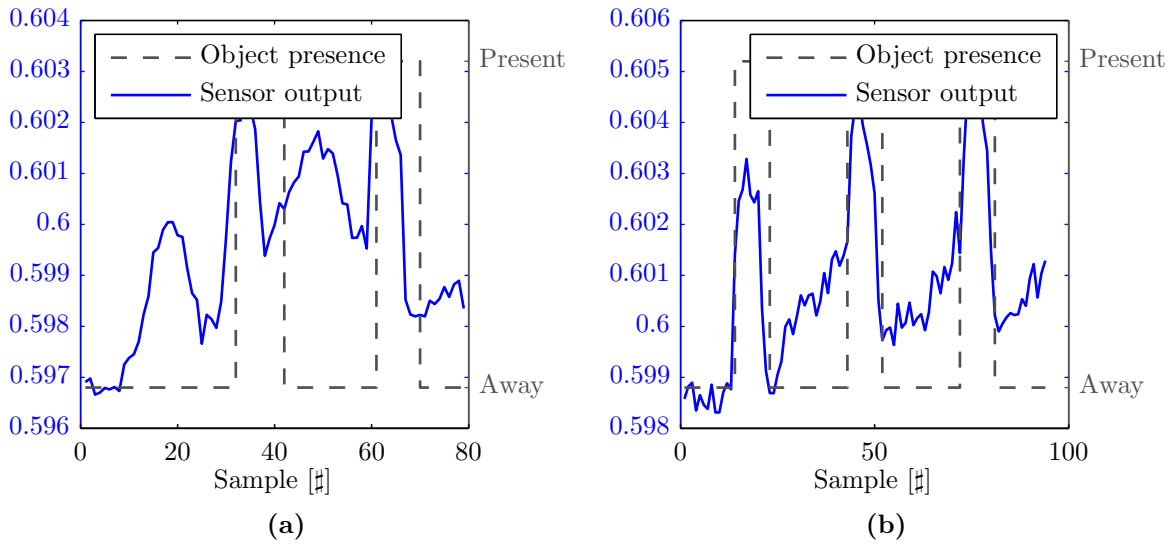 0.604
0.603
0.602
0.601
0.6
0.599
0.598
0.597
0.596
Object presence
Sensor output
Present
Away
0 20 40 60 80
Sample [♯]
(a)
0.606
0.605
0.604
0.603
0.602
0.601
0.6
0.599
0.598
Object presence
Sensor output
Present
Away
0 50 100
Sample [♯]
(b)